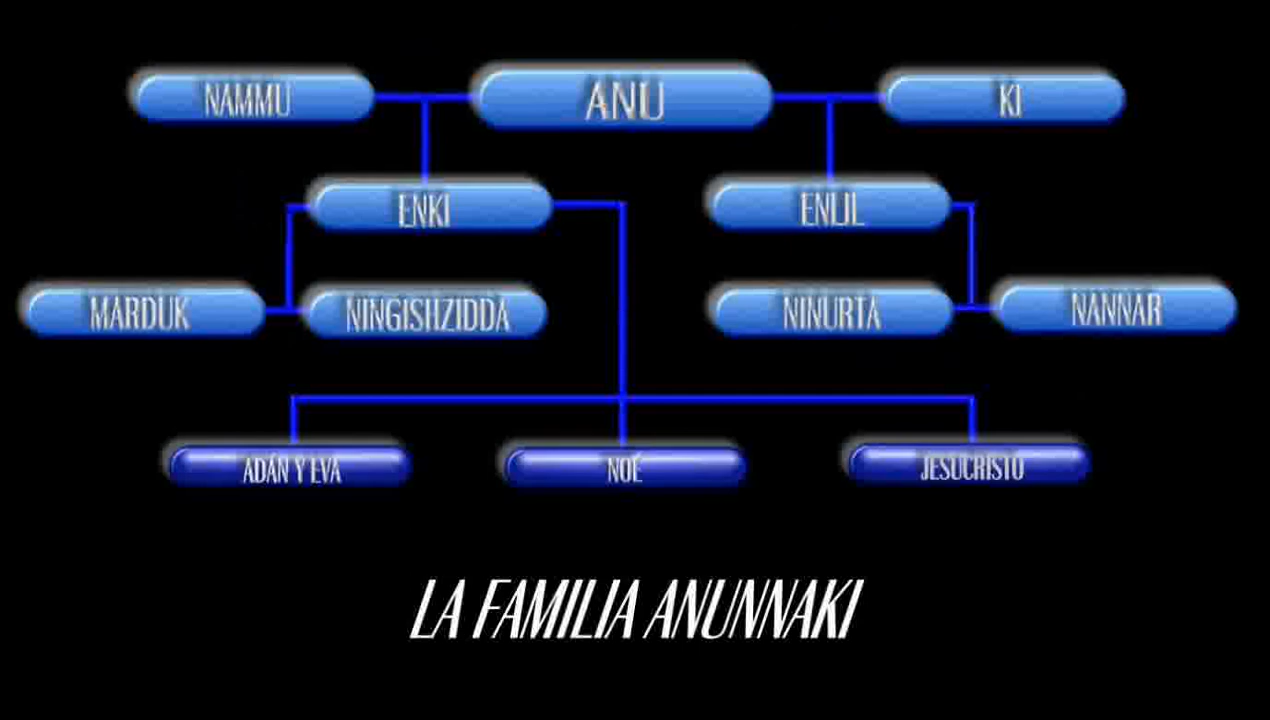 NAMMU
ANU
KI
ENKI
ENLIL
MARDUK
NINGISHZIDDA
NINURTA
NANNAR
ADÁN Y EVA
NOÉ
JESUCRISTO
LA FAMILIA ANUNNAKI